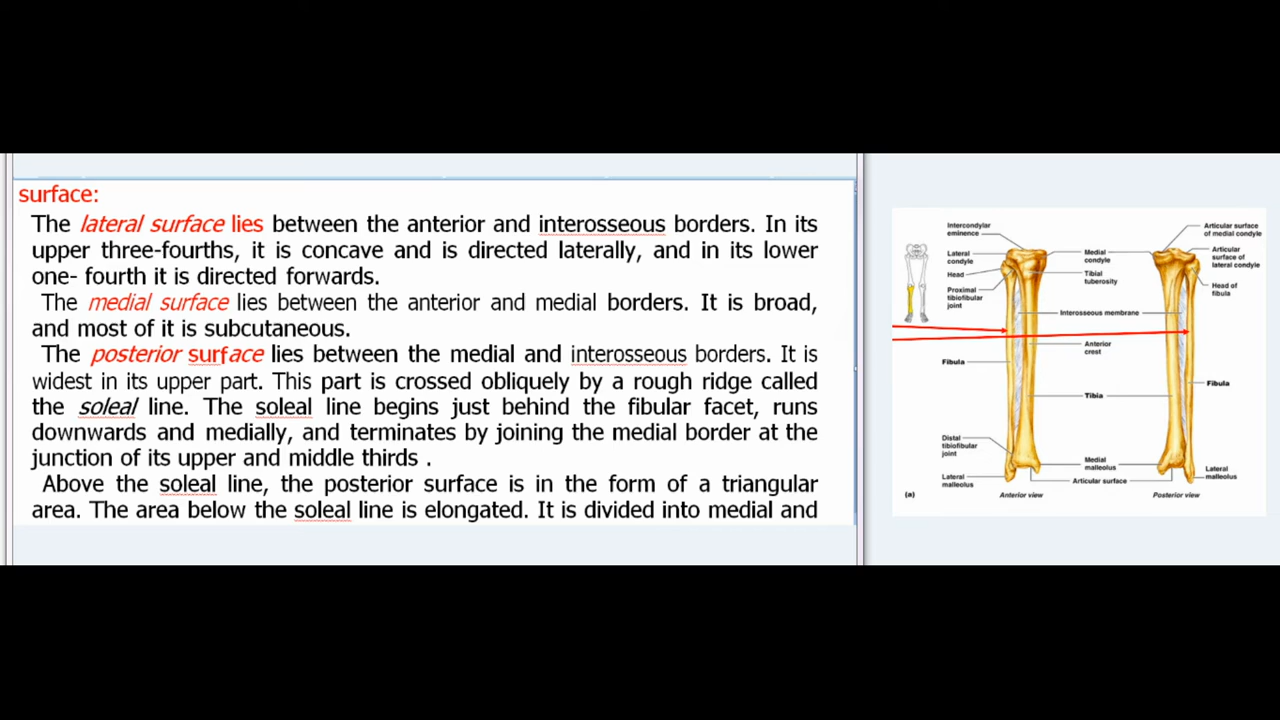 surface:
The lateral surface lies between the anterior and interosseous borders. In its
upper three-fourths, it is concave and is directed laterally, and in its lower
one- fourth it is directed forwards.
The medial surface lies between the anterior and medial borders. It is broad,
and most of it is subcutaneous.
The posterior surface lies between the medial and interosseous borders. It is
widest in its upper part. This part is crossed obliquely by a rough ridge called
the soleal line. The soleal line begins just behind the fibular facet, runs
downwards and medially, and terminates by joining the medial border at the
junction of its upper and middle thirds .
Above the soleal line, the posterior surface is in the form of a triangular
area. The area below the soleal line is elongated. It is divided into medial and
Intercondylar
eminence
Lateral
condyle
Head
Proximal
tibiofibular
joint
Medial
condyle
Tibial
tuberosity
Interosseous membrane
Anterior
crest
Fibula
Tibia
Distal
tibiofibular
joint
Lateral
malleolus
Medial
malleolus
Articular surface
(a)
Anterior view
Articular surface
of medial condyle
Articular
surface of
lateral condyle
Head of
fibula
Fibula
Lateral
malleolus
Posterior view